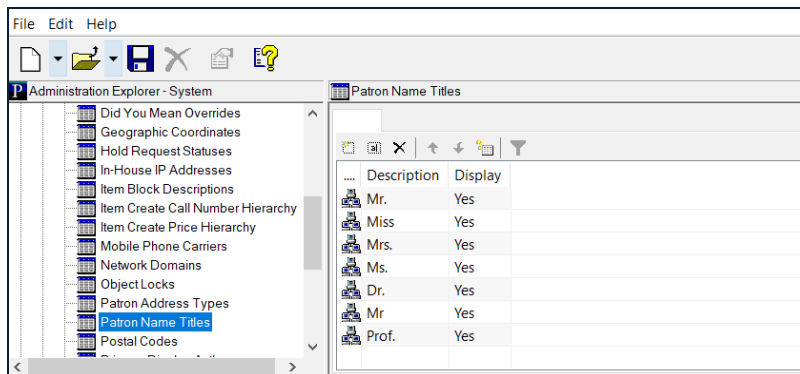 File Edit Help
Administration Explorer - System
Patron Name Titles
Did You Mean Overrides
Geographic Coordinates
Hold Request Statuses
In-House IP Addresses
Item Block Descriptions
Item Create Call Number Hierarchy
Item Create Price Hierarchy
Mobile Phone Carriers
Network Domains
Object Locks
Patron Address Types
Patron Name Titles
Postal Codes
.... Description Display
Mr. Yes
Miss Yes
Mrs. Yes
Ms. Yes
Dr. Yes
Mr Yes
Prof. Yes